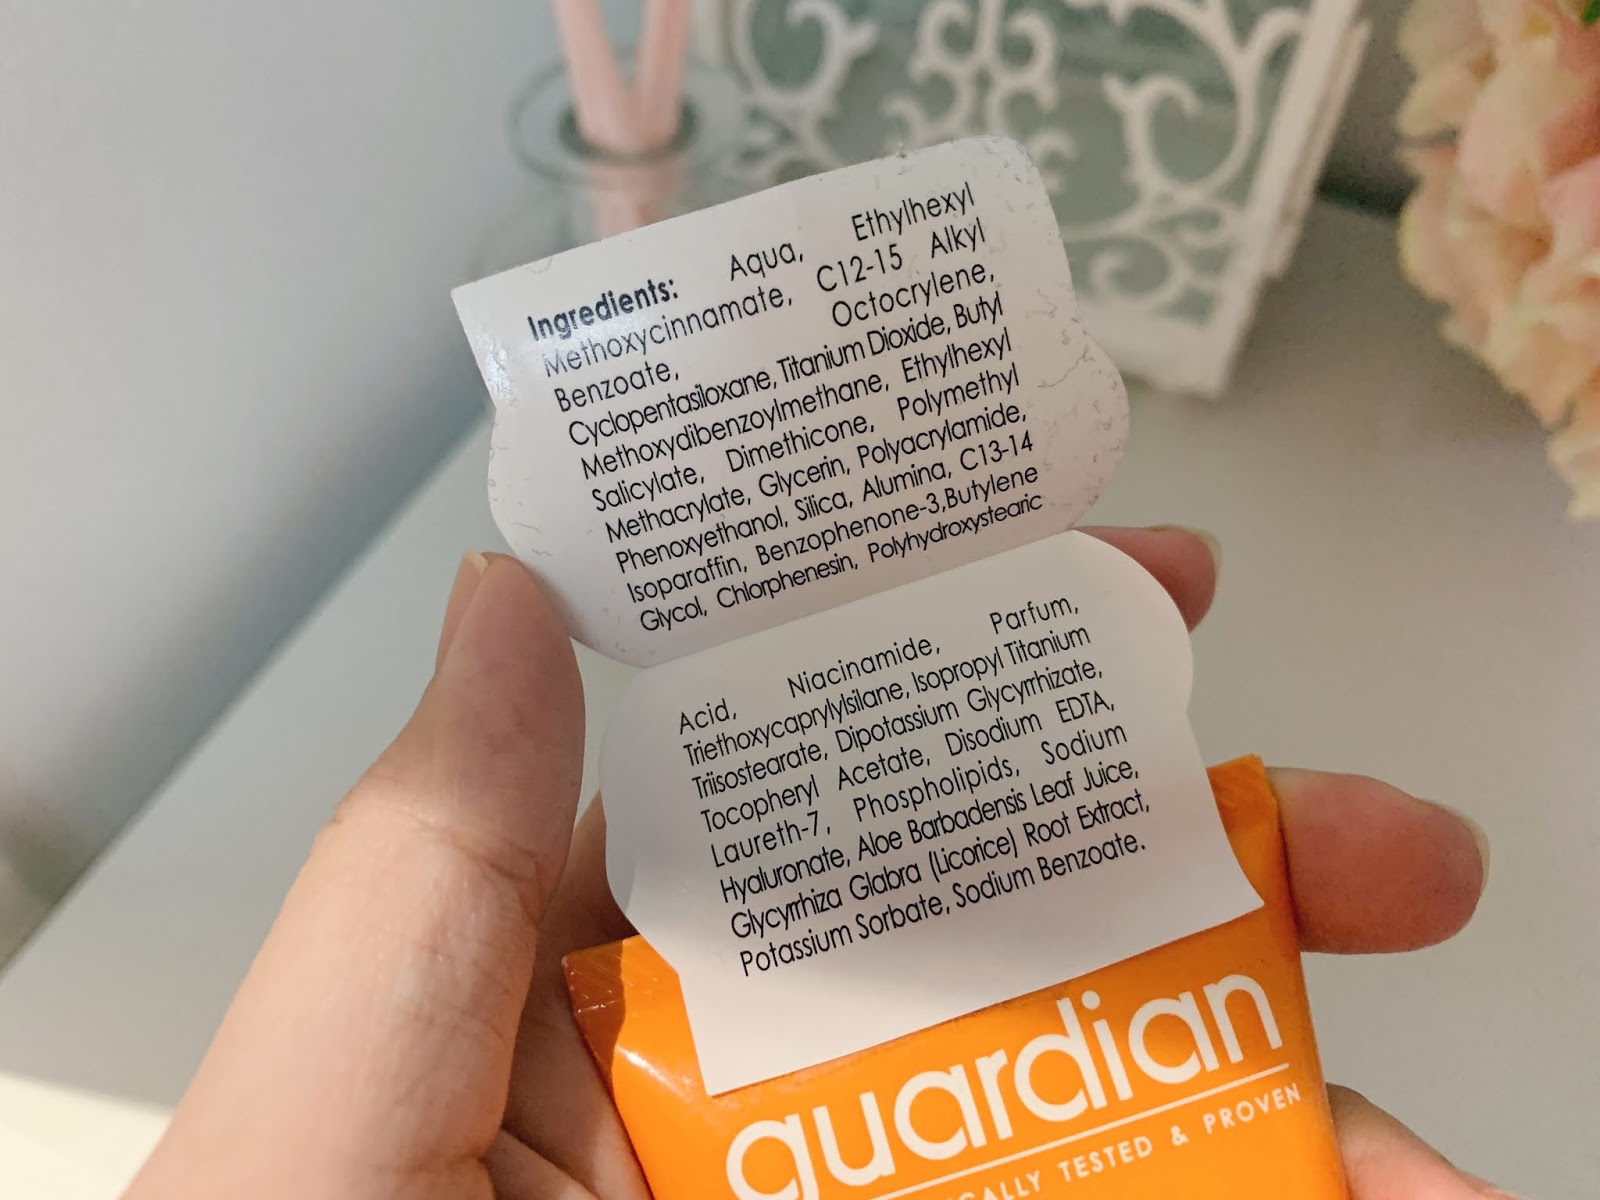 Ingredients: Aqua, Ethylhexyl
Methoxycinnamate, C12-15 Alkyl
Benzoate, Octocrylene,
Cyclopentasiloxane, Titanium Dioxide, Butyl
Methoxydibenzoylmethane, Ethylhexyl
Salicylate, Dimethicone, Polymethyl
Methacrylate, Glycerin, Polyacrylamide,
Phenoxyethanol, Silica, Alumina, C13-14
Isoparaffin, Benzophenone-3,Butylene
Glycol, Chlorphenesin, Polyhydroxystearic
Acid, Niacinamide, Parfum,
Triethoxycaprylylsilane, Isopropyl Titanium
Triisostearate, Dipotassium Glycyrrhizate,
Tocopheryl Acetate, Disodium EDTA,
Laureth-7, Phospholipids, Sodium
Hyaluronate, Aloe Barbadensis Leaf Juice,
Glycyrrhiza Glabra (Licorice) Root Extract,
Potassium Sorbate, Sodium Benzoate.
guardian
TESTED & PROVEN